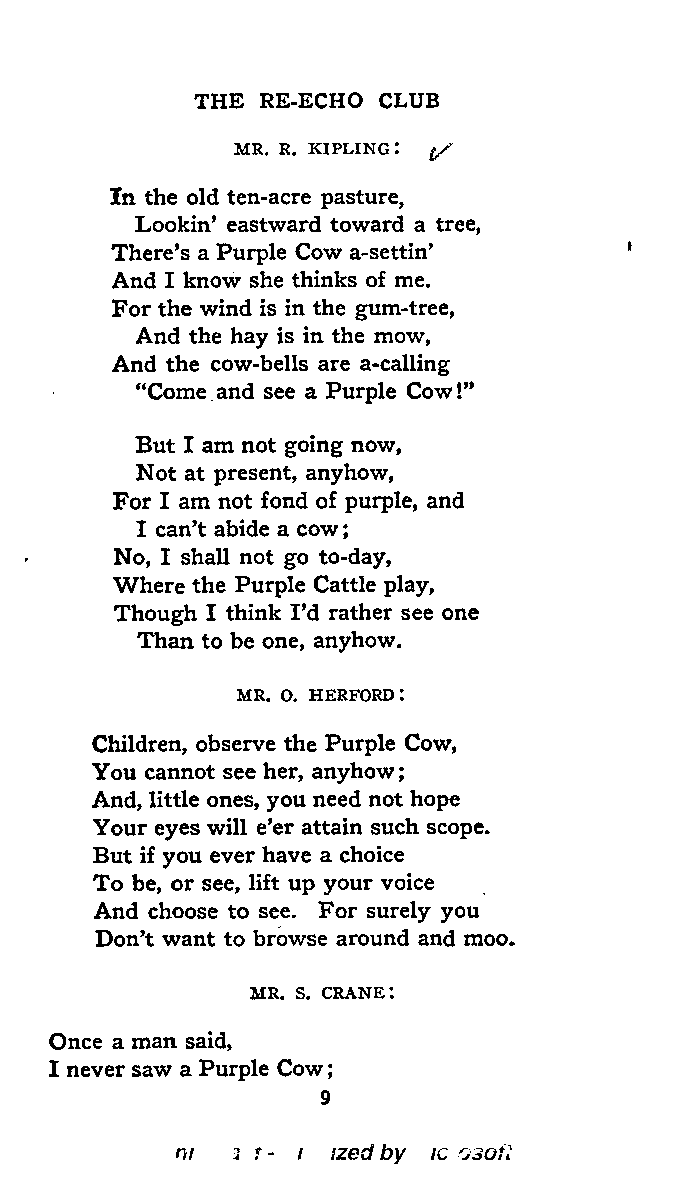 THE RE-ECHO CLUB
MR. R. KIPLING:
In the old ten-acre pasture,
Lookin' eastward toward a tree,
There's a Purple Cow a-settin'
And I know she thinks of me.
For the wind is in the gum-tree,
And the hay is in the mow,
And the cow-bells are a-calling
"Come and see a Purple Cow!"
But I am not going now,
Not at present, anyhow,
For I am not fond of purple, and
I can't abide a cow;
No, I shall not go to-day,
Where the Purple Cattle play,
Though I think I'd rather see one
Than to be one, anyhow.
MR. O. HERFORD:
Children, observe the Purple Cow,
You cannot see her, anyhow;
And, little ones, you need not hope
Your eyes will e'er attain such scope.
But if you ever have a choice
To be, or see, lift up your voice
And choose to see. For surely you
Don't want to browse around and moo.
MR. S. CRANE:
Once a man said,
I never saw a Purple Cow;
9
by